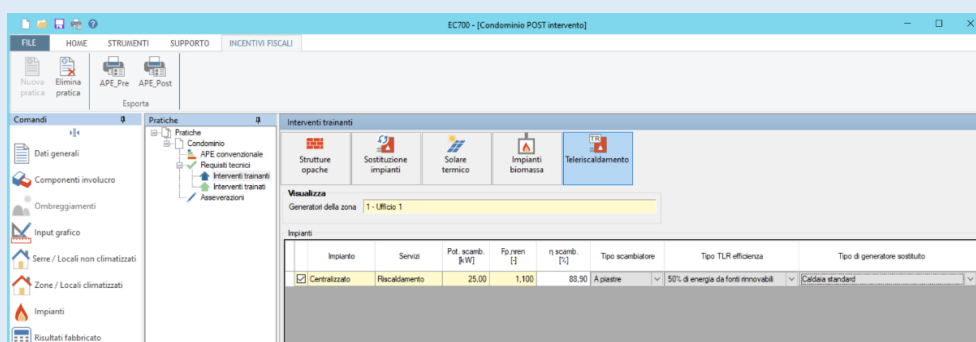 EC700 - [Condominio POST intervento]
FILE HOME STRUMENTI SUPPORTO INCENTIVI FISCALI
Nuova pratica
Elimina pratica
APE_Pre
APE_Post
Esporta
Comandi
Dati generali
Componenti involucro
Ombreggiamenti
Input grafico
Serre / Locali non climatizzati
Zone / Locali climatizzati
Impianti
Risultati fabbricato
Pratiche
Pratiche
Condominio
APE convenzionale
Requisiti tecnici
Interventi trainanti
Interventi trainati
Asseverazioni
Interventi trainanti
Strutture opache
Sostituzione impianti
Solare termico
Impianti biomassa
TR
Teleriscaldamento
Visualizza
Generatori della zona 1 - Ufficio 1
Impianti
Impianto Servizi Pot. scamb. [kW] Fp,nren [-] η scamb. [%] Tipo scambiatore Tipo TLR efficienza Tipo di generatore sostituito
Centralizzato Riscaldamento 25,00 1,100 88,90 A piastre 50% di energia da fonti rinnovabili Caldaia standard